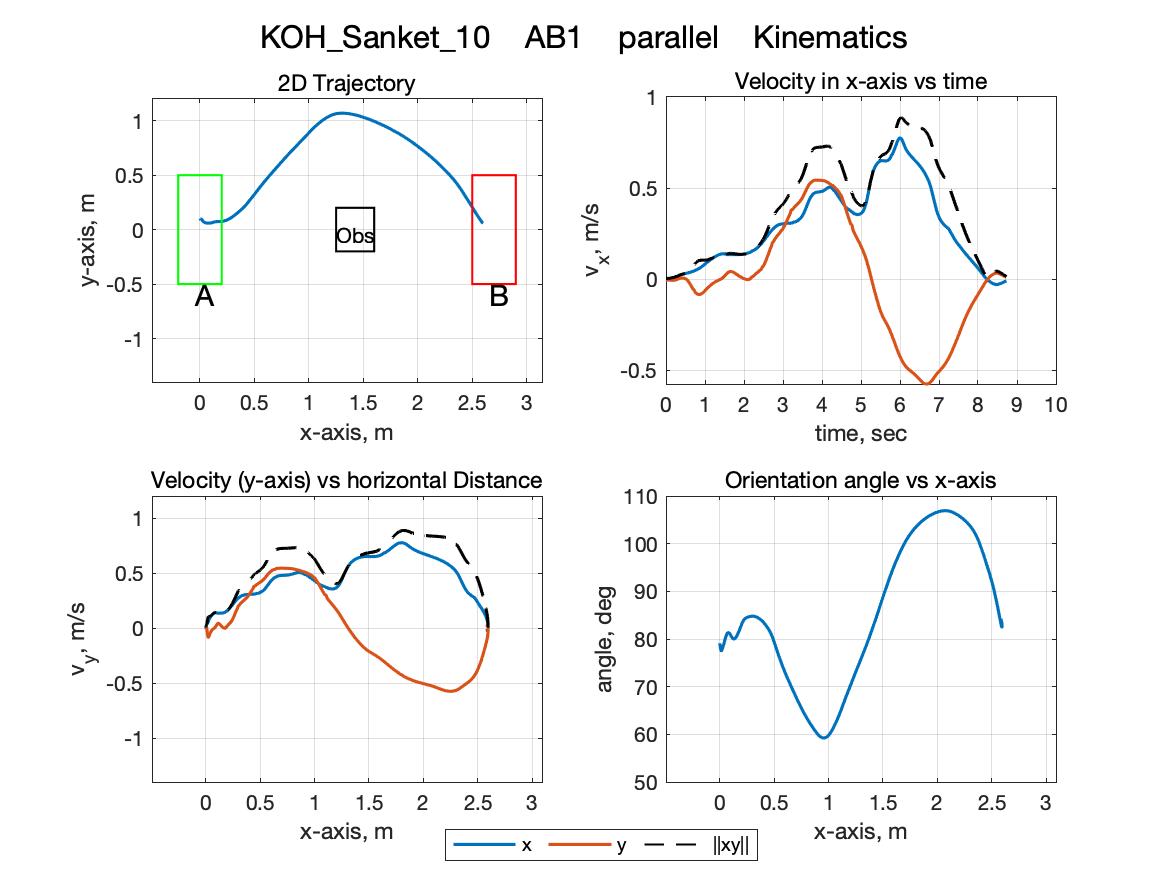 KOH_Sanket_10 AB1 parallel Kinematics
2D Trajectory
y-axis, m
1
0.5
0
-0.5
-1
Obs
A
B
0 0.5 1 1.5 2 2.5 3
x-axis, m
Velocity in x-axis vs time
v_x, m/s
1
0.5
0
-0.5
0 1 2 3 4 5 6 7 8 9 10
time, sec
Velocity (y-axis) vs horizontal Distance
v_y, m/s
1
0.5
0
-0.5
-1
0 0.5 1 1.5 2 2.5 3
x-axis, m
Orientation angle vs x-axis
angle, deg
110
100
90
80
70
60
50
0 0.5 1 1.5 2 2.5 3
x-axis, m
x y ||xy||